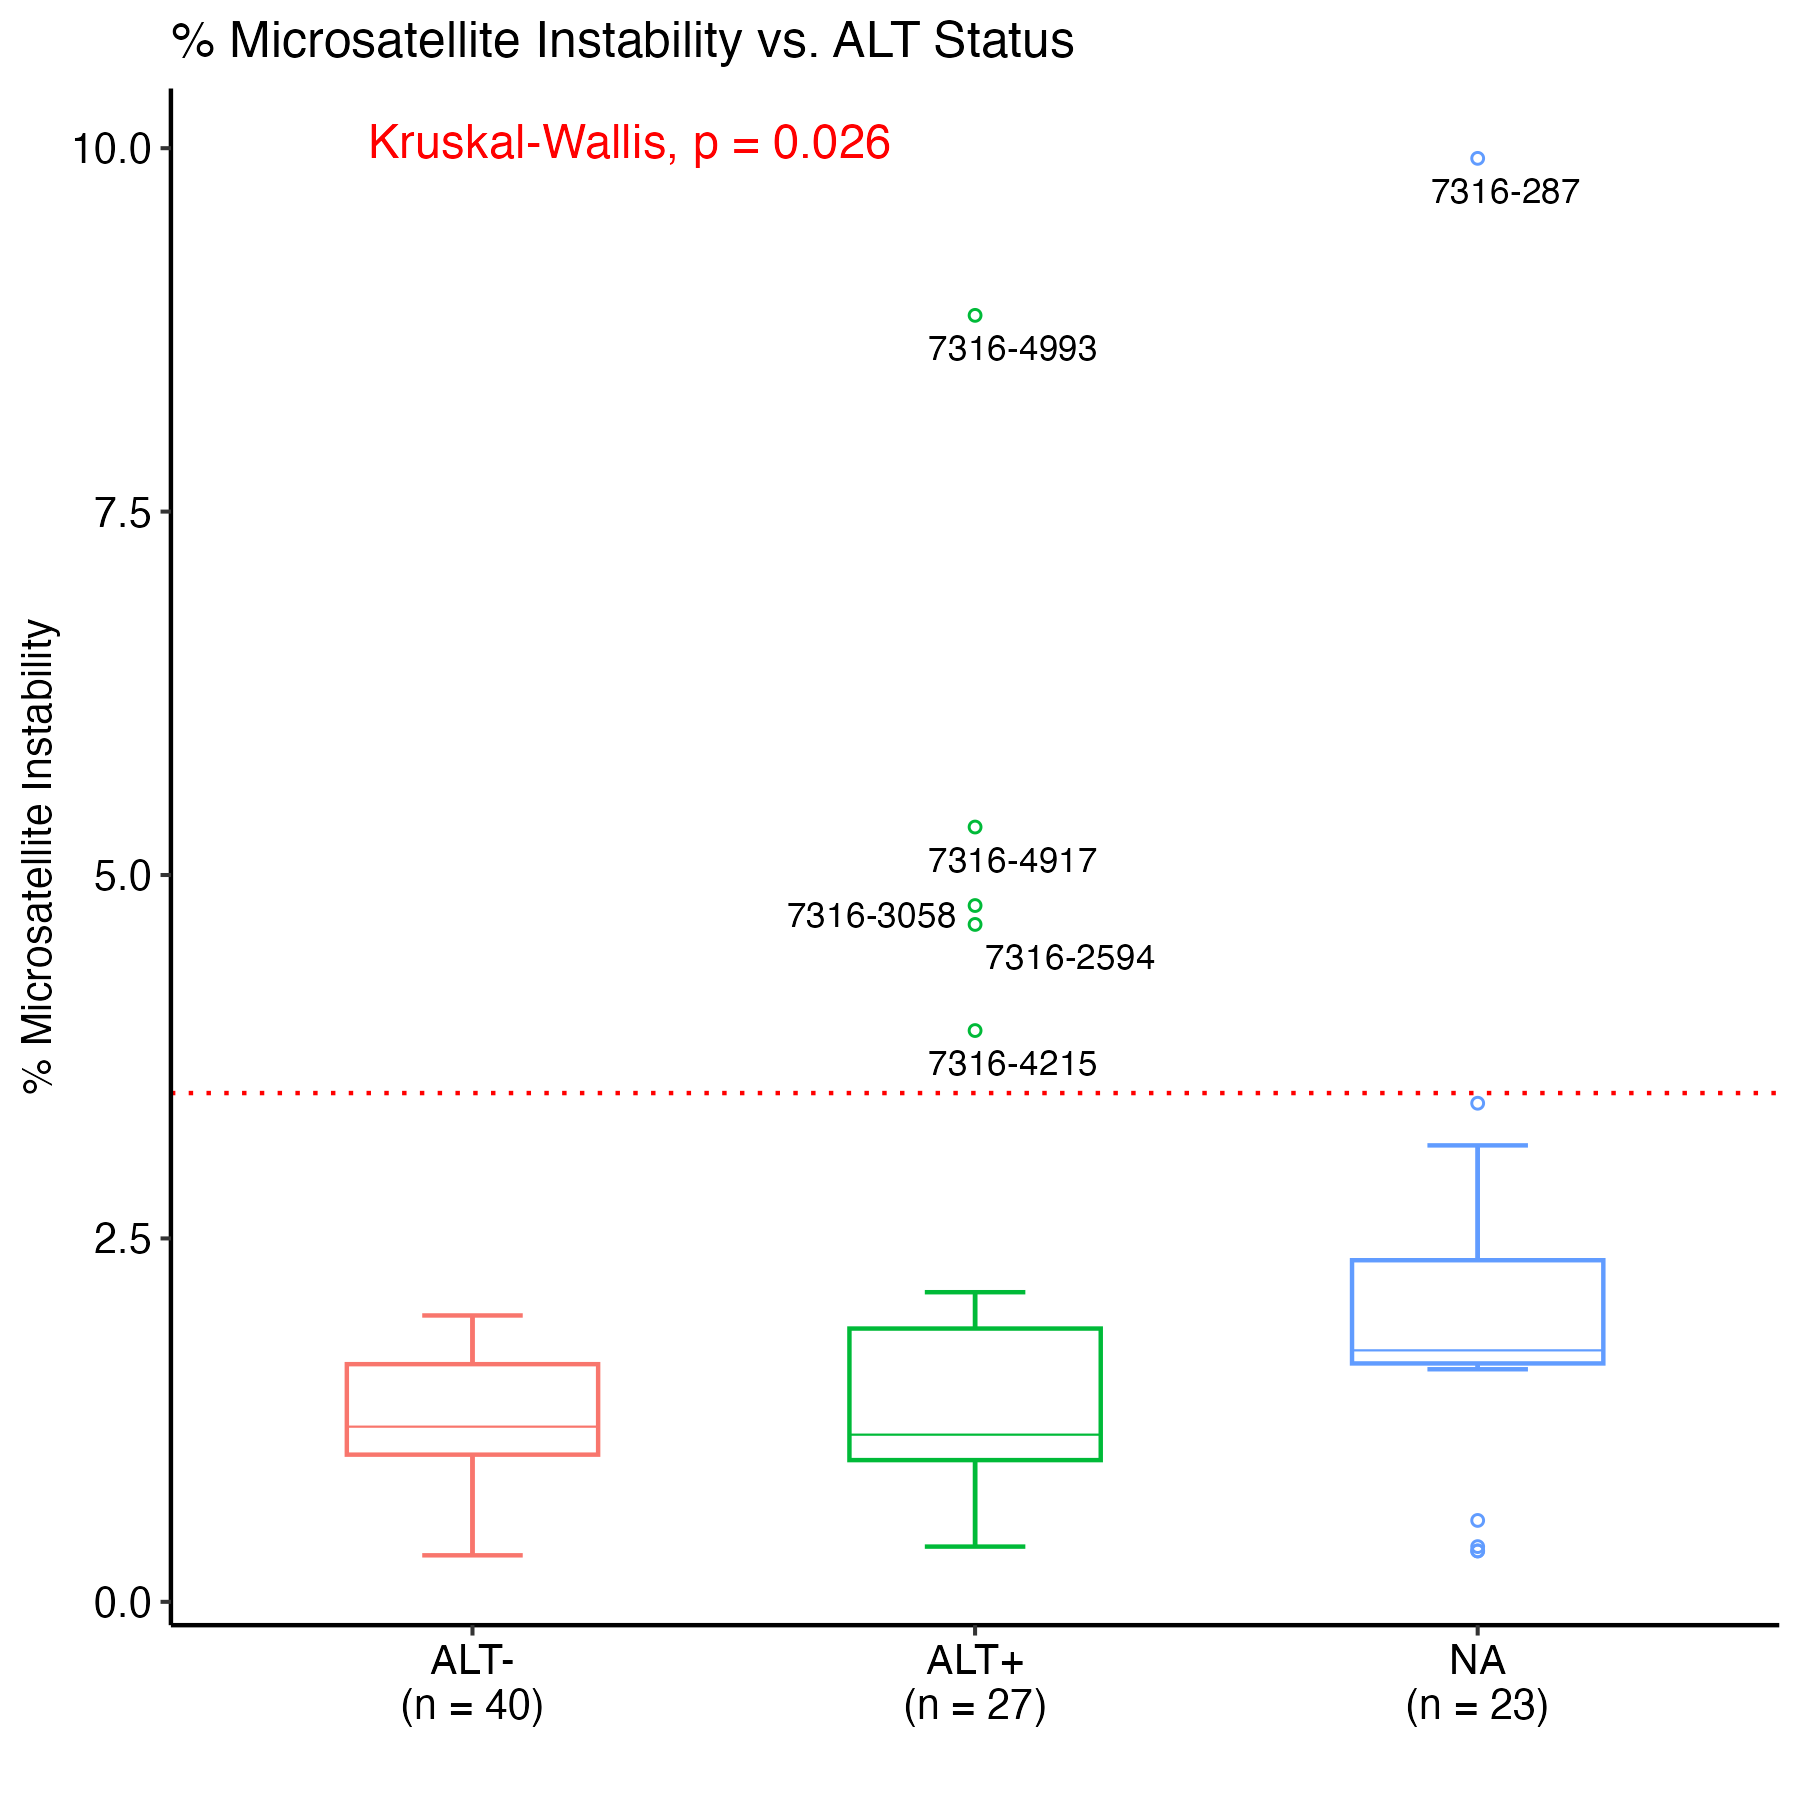 % Microsatellite Instability vs. ALT Status
Kruskal-Wallis, p = 0.026
% Microsatellite Instability
10.0
7.5
5.0
2.5
0.0
7316-287
7316-4993
7316-4917
7316-3058
7316-2594
7316-4215
ALT-
(n = 40)
ALT+
(n = 27)
NA
(n = 23)